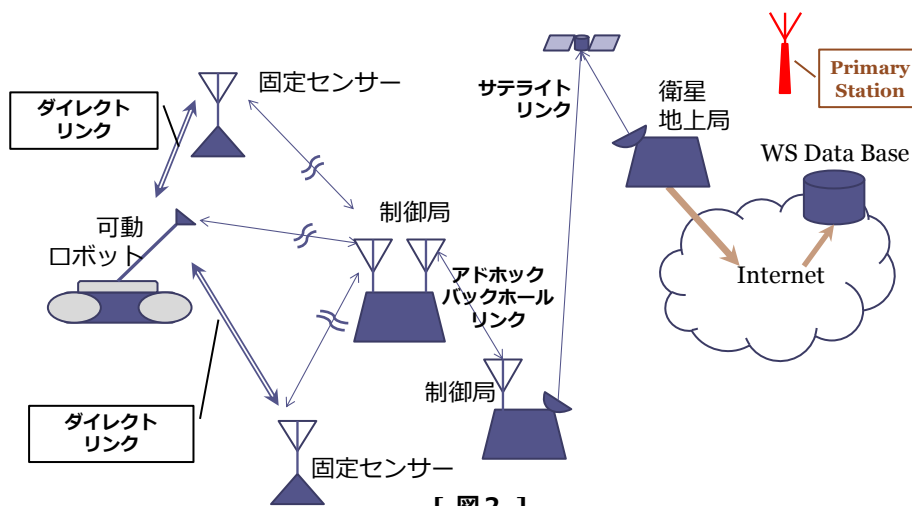 固定センサー
ダイレクト
リンク
サテライト
リンク
衛星
地上局
Primary
Station
WS Data Base
可動
ロボット
制御局
アドホック
バックホール
リンク
Internet
制御局
ダイレクト
リンク
固定センサー
[ 図2 ]